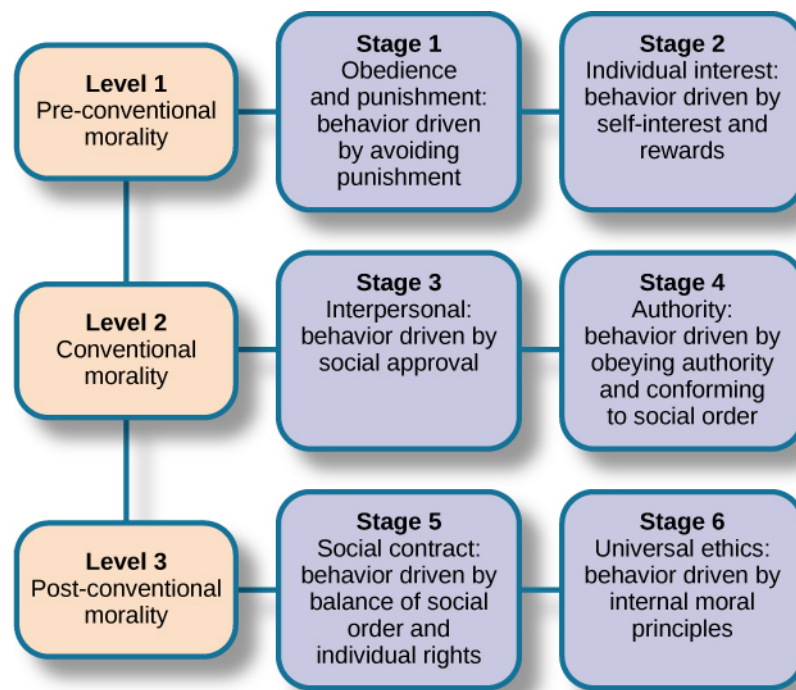 Level 1
Pre-conventional
morality
Stage 1
Obedience
and punishment:
behavior driven
by avoiding
punishment
Stage 2
Individual interest:
behavior driven by
self-interest and
rewards
Level 2
Conventional
morality
Stage 3
Interpersonal:
behavior driven by
social approval
Stage 4
Authority:
behavior driven by
obeying authority
and conforming
to social order
Level 3
Post-conventional
morality
Stage 5
Social contract:
behavior driven by
balance of social
order and
individual rights
Stage 6
Universal ethics:
behavior driven by
internal moral
principles